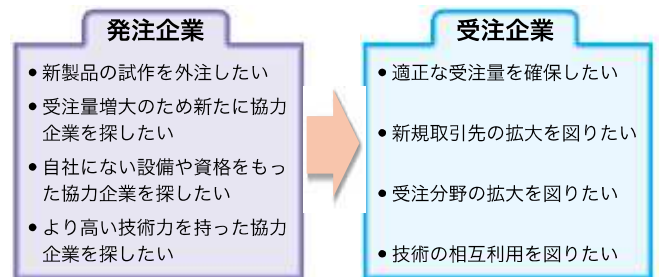 発注企業
• 新製品の試作を外注したい
• 受注量増大のため新たに協力
企業を探したい
• 自社にない設備や資格をもっ
た協力企業を探したい
• より高い技術力を持った協力
企業を探したい
受注企業
• 適正な受注量を確保したい
• 新規取引先の拡大を図りたい
• 受注分野の拡大を図りたい
• 技術の相互利用を図りたい